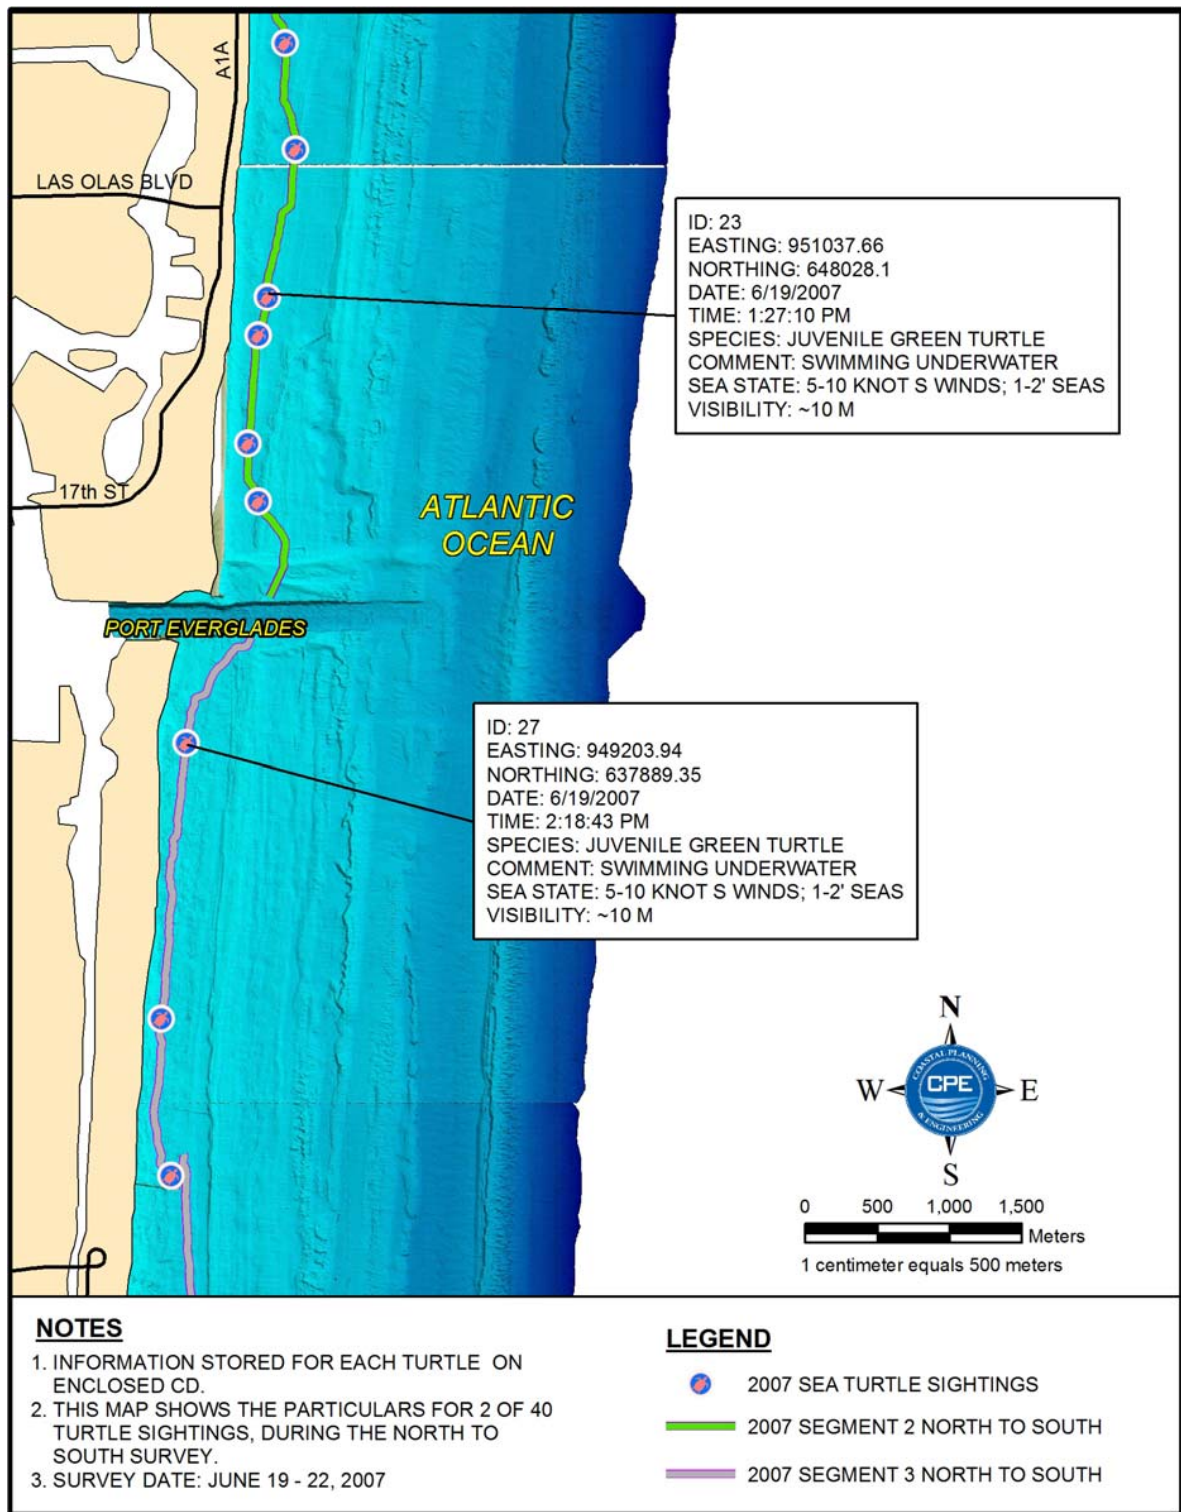 A1A
LAS OLAS BLVD
ID: 23
EASTING: 951037.66
NORTHING: 648028.1
DATE: 6/19/2007
TIME: 1:27:10 PM
SPECIES: JUVENILE GREEN TURTLE
COMMENT: SWIMMING UNDERWATER
SEA STATE: 5-10 KNOT S WINDS; 1-2' SEAS
VISIBILITY: ~10 M
17th ST
ATLANTIC
OCEAN
PORT EVERGLADES
ID: 27
EASTING: 949203.94
NORTHING: 637889.35
DATE: 6/19/2007
TIME: 2:18:43 PM
SPECIES: JUVENILE GREEN TURTLE
COMMENT: SWIMMING UNDERWATER
SEA STATE: 5-10 KNOT S WINDS; 1-2' SEAS
VISIBILITY: ~10 M
N
COASTAL PLANNING
W CPE E
& ENGINEERING
S
0 500 1,000 1,500
Meters
1 centimeter equals 500 meters
NOTES
1. INFORMATION STORED FOR EACH TURTLE ON
ENCLOSED CD.
2. THIS MAP SHOWS THE PARTICULARS FOR 2 OF 40
TURTLE SIGHTINGS, DURING THE NORTH TO
SOUTH SURVEY.
3. SURVEY DATE: JUNE 19 - 22, 2007
LEGEND
2007 SEA TURTLE SIGHTINGS
2007 SEGMENT 2 NORTH TO SOUTH
2007 SEGMENT 3 NORTH TO SOUTH